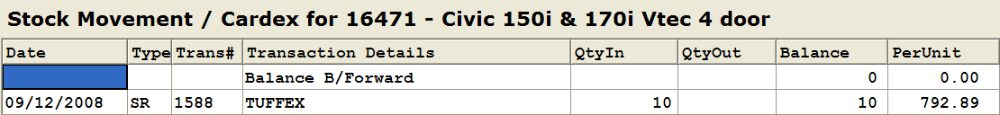 Stock Movement / Cardex for 16471 - Civic 150i & 170i Vtec 4 door
Date Type Trans# Transaction Details QtyIn QtyOut Balance PerUnit
Balance B/Forward 0 0.00
09/12/2008 SR 1588 TUFFEX 10 10 792.89